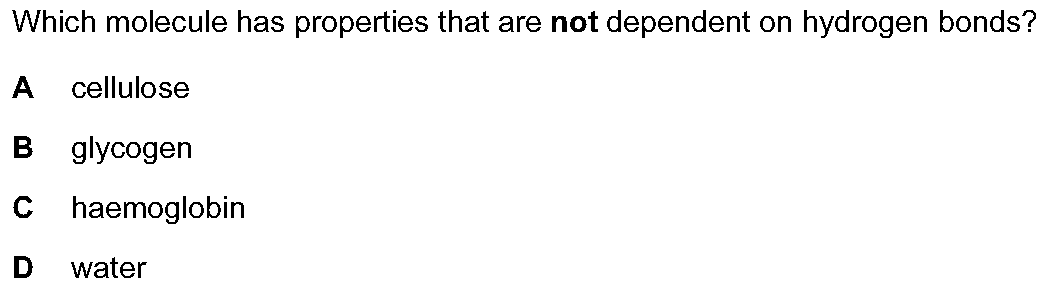 Which molecule has properties that are not dependent on hydrogen bonds?
A cellulose
B glycogen
C haemoglobin
D water